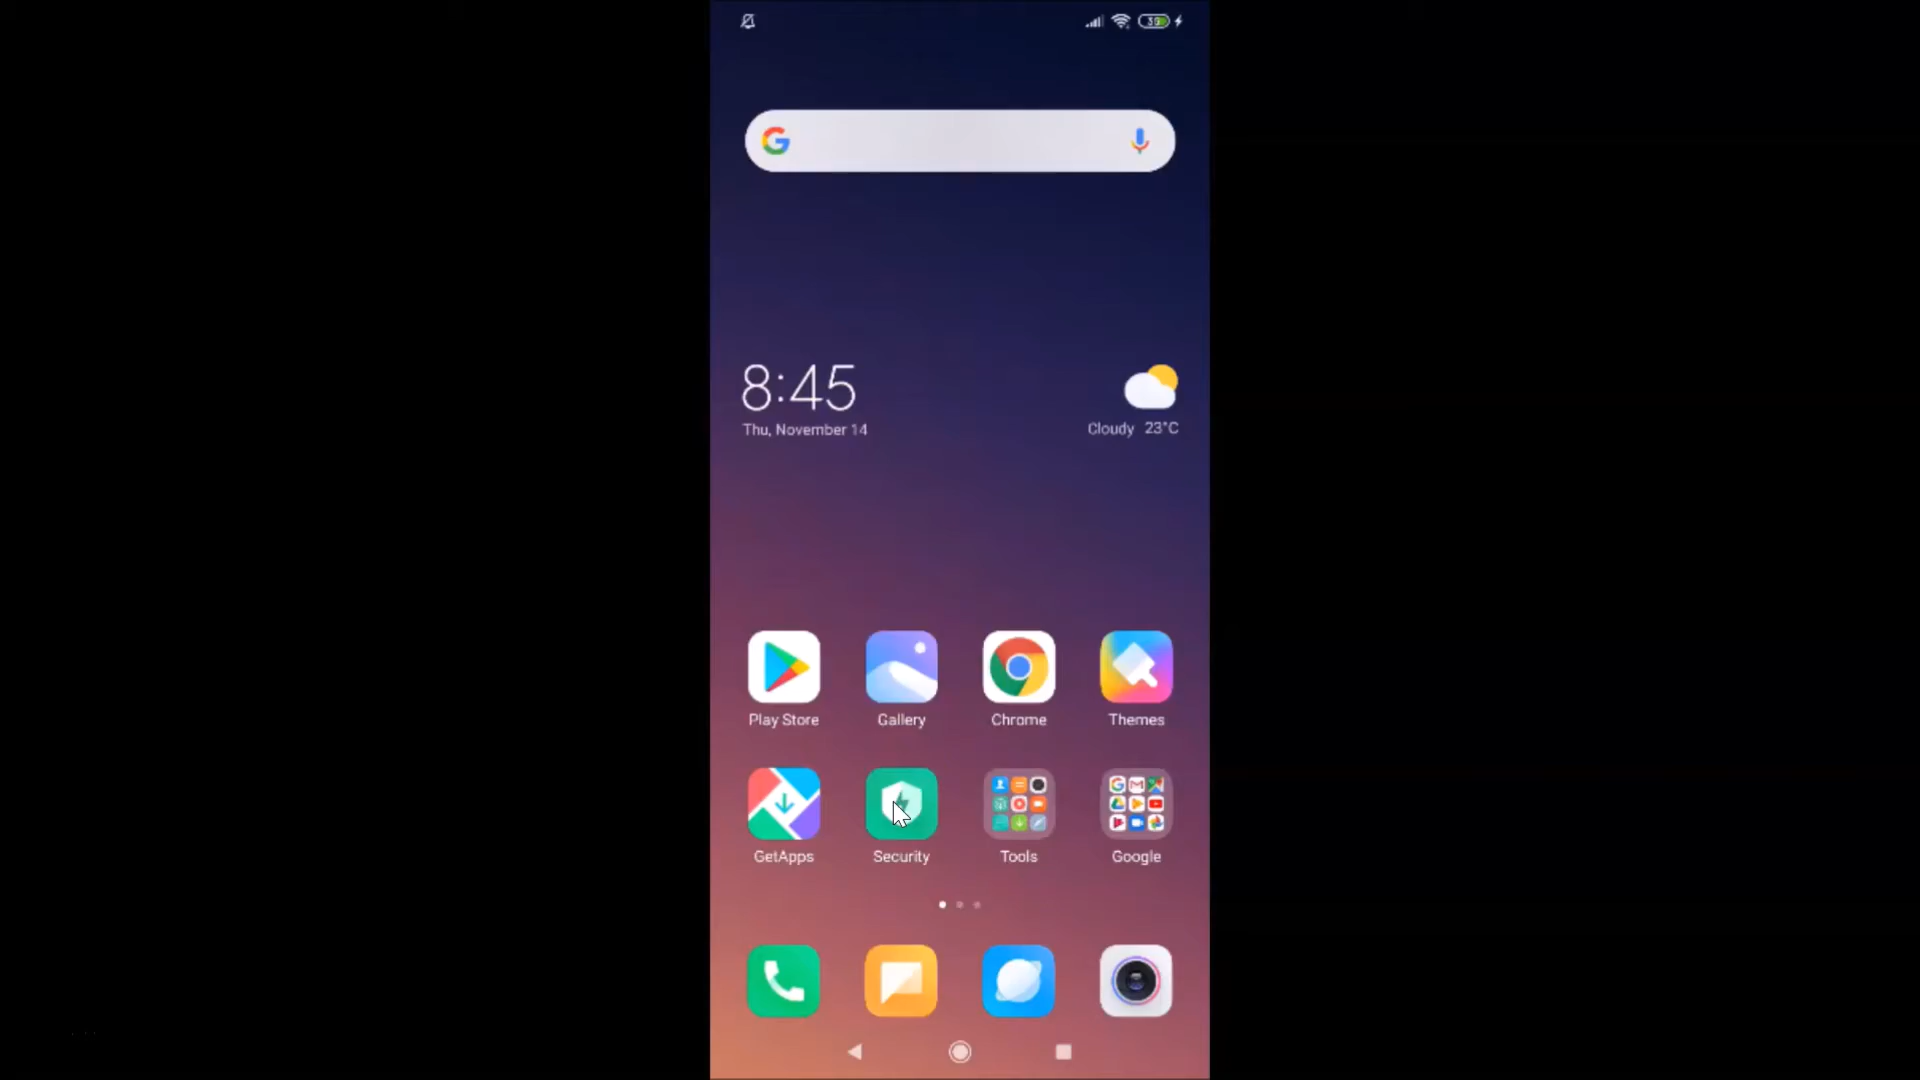 8:45
Thu, November 14
Cloudy 23°C
Play Store
Gallery
Chrome
Themes
GetApps
Security
Tools
Google